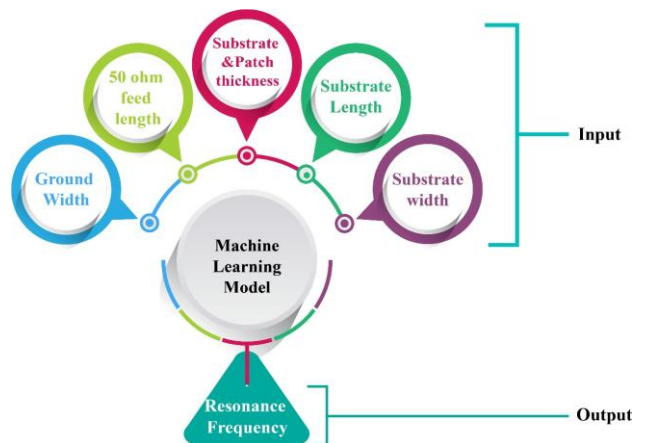 Substrate
&Patch
thickness
50 ohm
feed
length
Substrate
Length
Ground
Width
Substrate
width
Input
Machine
Learning
Model
Resonance
Frequency
Output